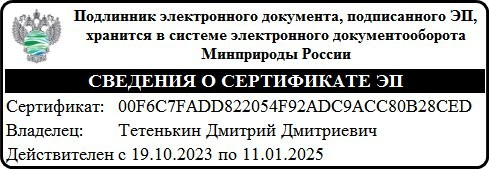 Подлинник электронного документа, подписанного ЭП,
хранится в системе электронного документооборота
Минприроды России
СВЕДЕНИЯ О СЕРТИФИКАТЕ ЭП
Сертификат: 00F6C7FADD822054F92ADC9ACC80B28CED
Владелец: Тетенькин Дмитрий Дмитриевич
Действителен с 19.10.2023 по 11.01.2025